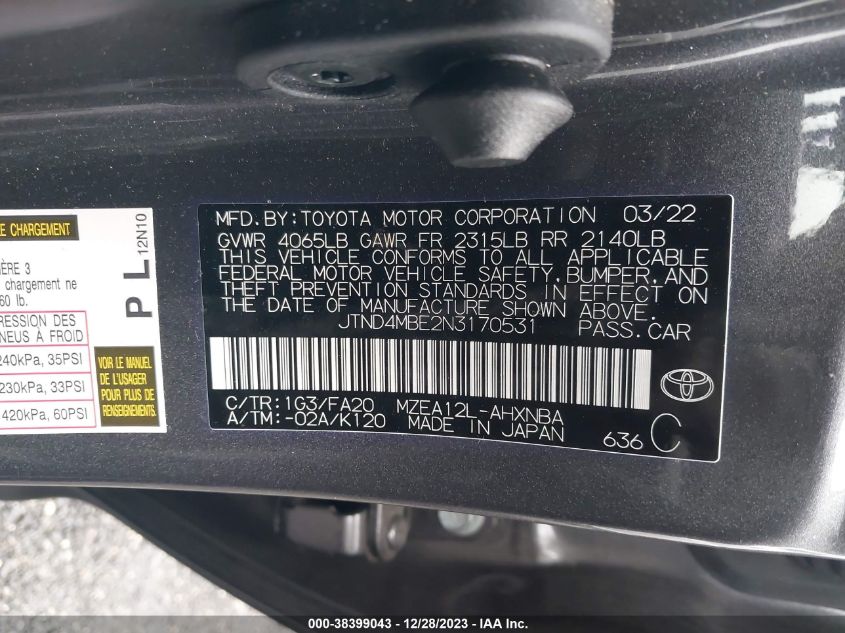 E CHARGEMENT
IÈRE 3
chargement ne
60 lb.
RESSION DES
NEUS À FROID
240kPa, 35PSI
230kPa, 33PSI
420kPa, 60PSI
P L
12N10
VOIR LE MANUEL
DE L'USAGER
POUR PLUS DE
RENSEIGNEMENTS
MFD. BY: TOYOTA MOTOR CORPORATION 03/22
GVWR 4065LB GAWR FR 2315LB RR 2140LB
THIS VEHICLE CONFORMS TO ALL APPLICABLE
FEDERAL MOTOR VEHICLE SAFETY, BUMPER, AND
THEFT PREVENTION STANDARDS IN EFFECT ON
THE DATE OF MANUFACTURE SHOWN ABOVE.
JTND4MBE2N3170531 PASS. CAR
C/TR: 1G3/FA20 MZEA12L-AHXNBA
A/TM: -02A/K120 MADE IN JAPAN
636 C
000-38399043 - 12/28/2023 - IAA Inc.